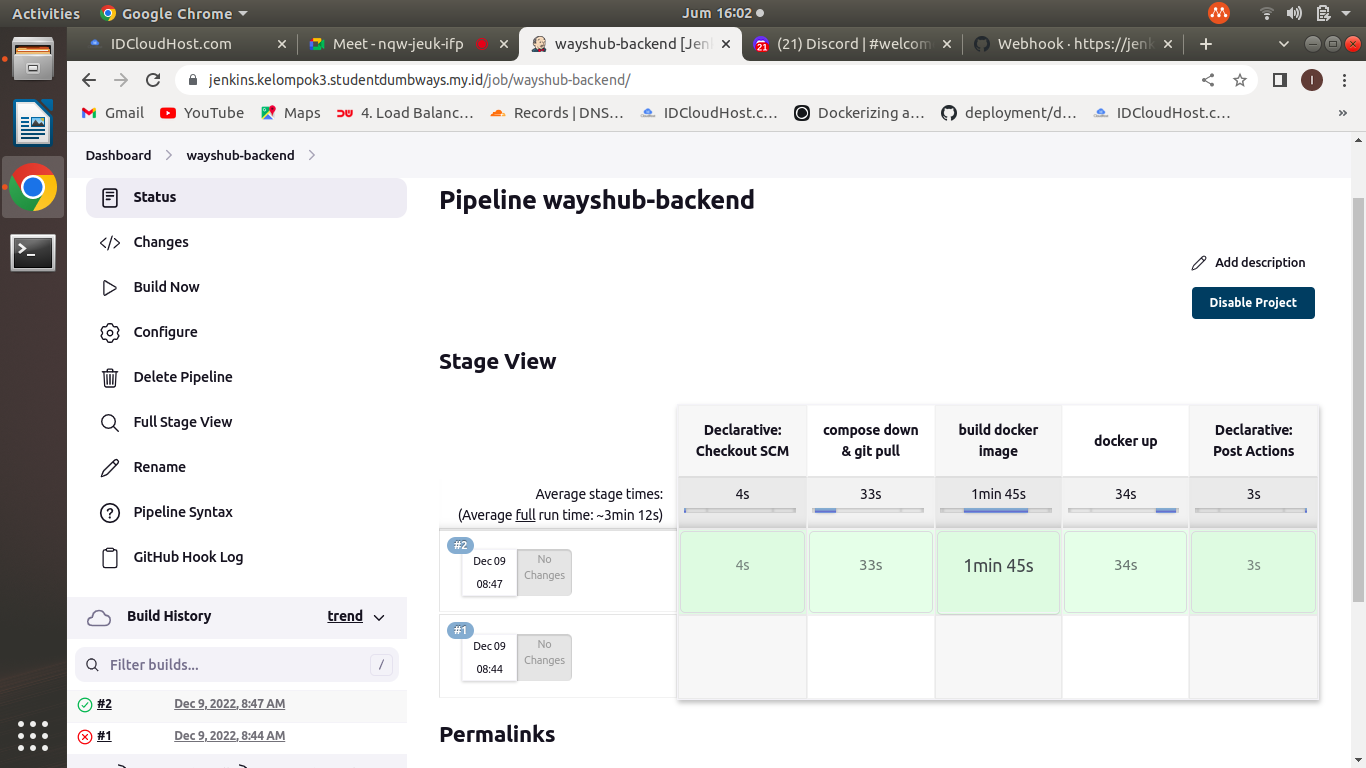 Activities
Google Chrome
Jum 16:02
IDCloudHost.com
Meet - nqw-jeuk-ifp
wayshub-backend [Jen
21
(21) Discord | #welcom
Webhook · https://jenk
jenkins.kelompok3.studentdumbways.my.id/job/wayshub-backend/
I
Gmail
YouTube
Maps
4. Load Balanc...
Records | DNS...
IDCloudHost.c...
Dockerizing a...
deployment/d...
IDCloudHost.c...
»
Dashboard
wayshub-backend
Status
Changes
Build Now
Configure
Delete Pipeline
Full Stage View
Rename
Pipeline Syntax
GitHub Hook Log
Build History
trend
Filter builds...
/
#2
Dec 9, 2022, 8:47 AM
#1
Dec 9, 2022, 8:44 AM
Pipeline wayshub-backend
Add description
Disable Project
Stage View
Declarative:
Checkout SCM
compose down
& git pull
build docker
image
docker up
Declarative:
Post Actions
Average stage times:
(Average full run time: ~3min 12s)
4s
33s
1min 45s
34s
3s
#2
Dec 09
08:47
No
Changes
4s
33s
1min 45s
34s
3s
#1
Dec 09
08:44
No
Changes
Permalinks